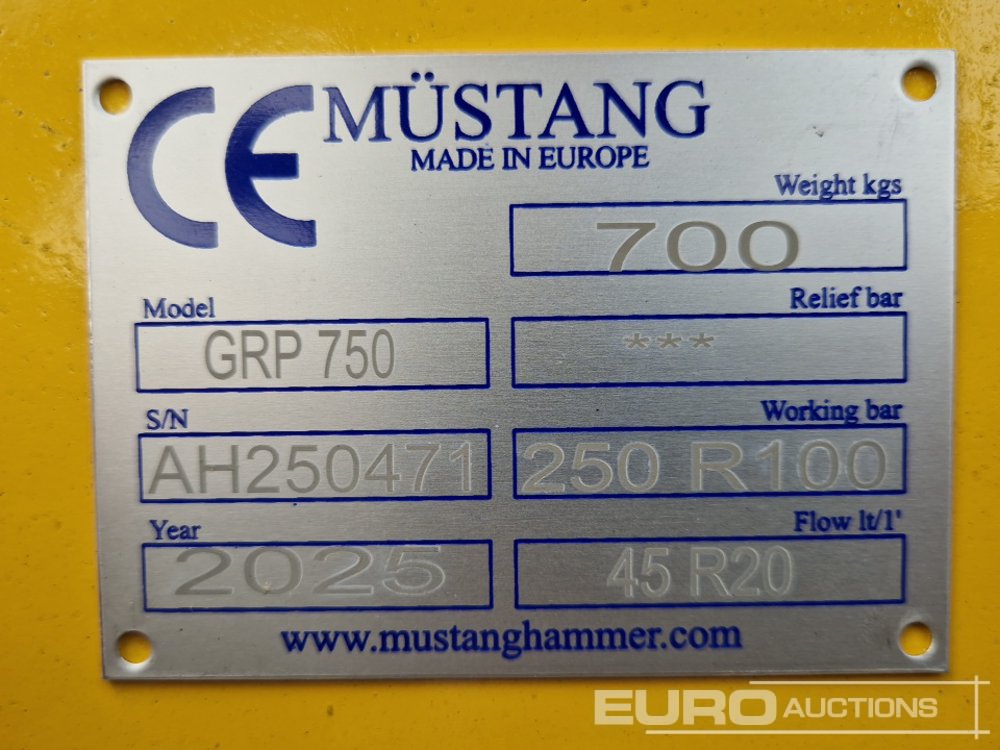 CE MÜSTANG
MADE IN EUROPE
Weight kgs
700
Model
GRP 750
Relief bar
***
S/N
AH250471
Working bar
250 R100
Year
2025
Flow lt/1'
45 R20
www.mustanghammer.com
EURO AUCTIONS